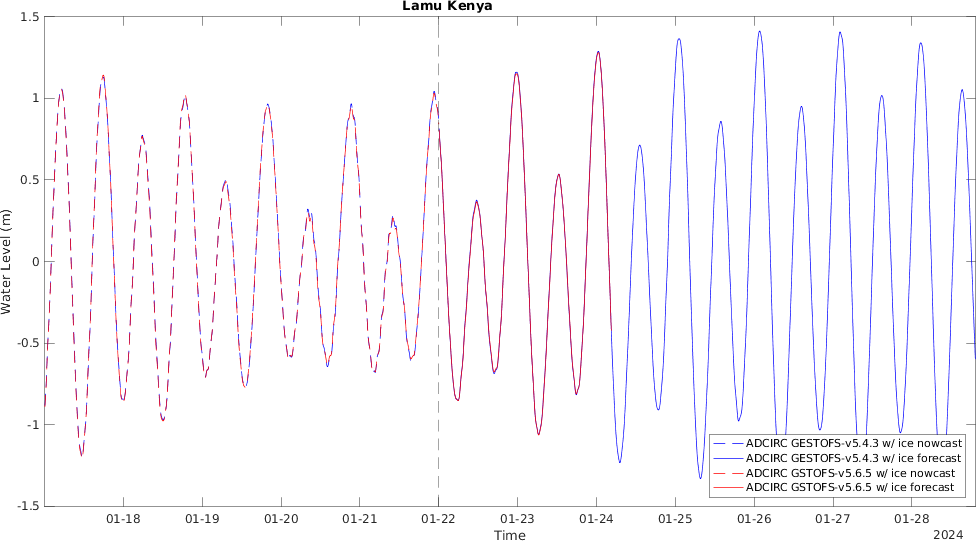 Lamu Kenya
Water Level (m)
1.5
1
0.5
0
-0.5
-1
-1.5
ADCIRC GESTOFS-v5.4.3 w/ ice nowcast
ADCIRC GESTOFS-v5.4.3 w/ ice forecast
ADCIRC GSTOFS-v5.6.5 w/ ice nowcast
ADCIRC GSTOFS-v5.6.5 w/ ice forecast
01-18 01-19 01-20 01-21 01-22 01-23 01-24 01-25 01-26 01-27 01-28
Time
2024